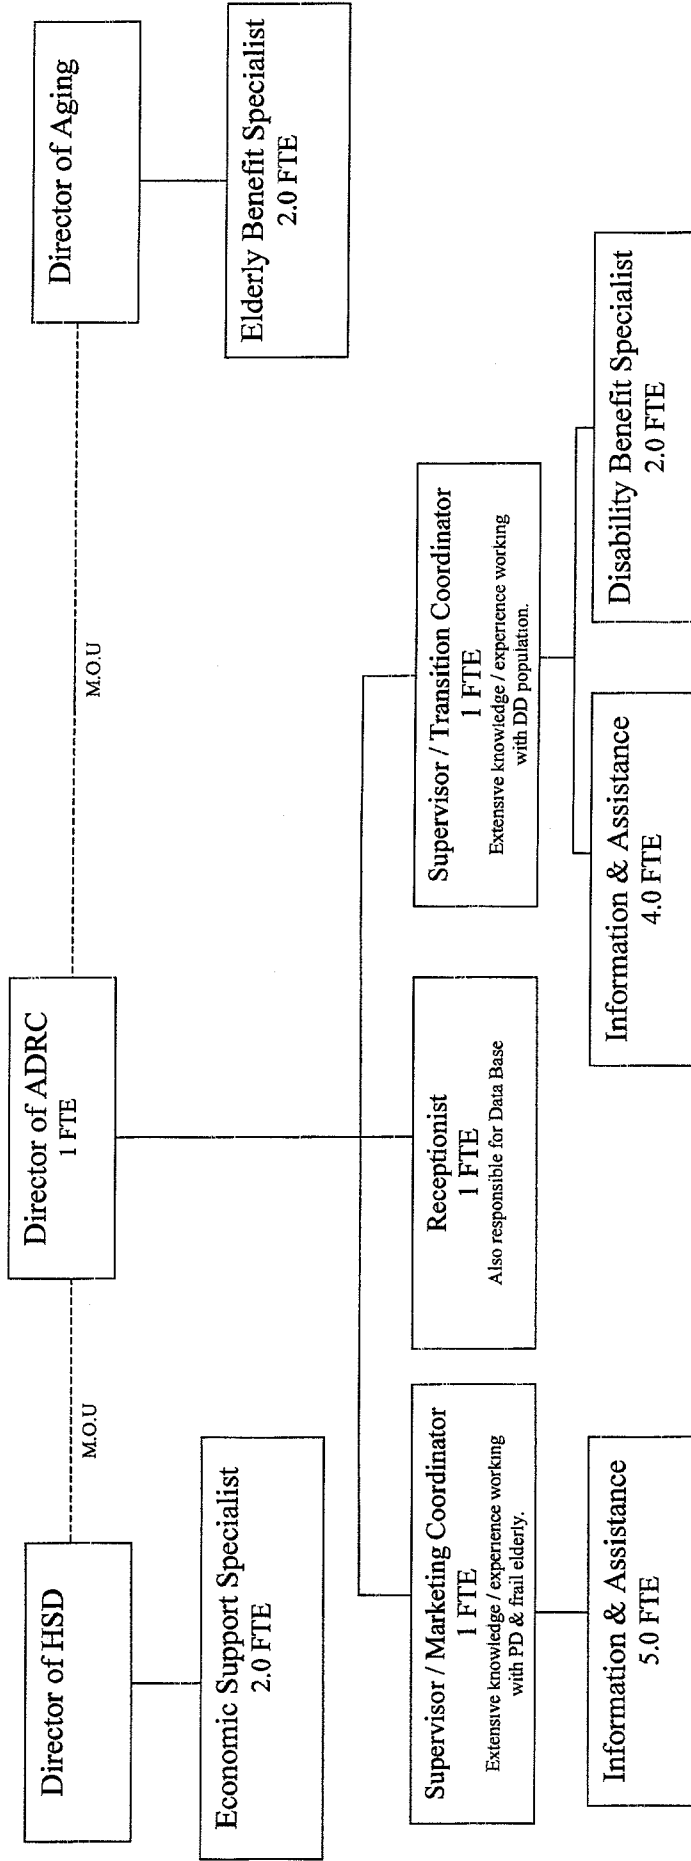 Director of HSD
M.O.U
Director of ADRC
1 FTE
M.O.U
Director of Aging
Economic Support Specialist
2.0 FTE
Elderly Benefit Specialist
2.0 FTE
Supervisor / Marketing Coordinator
1 FTE
Extensive knowledge / experience working
with PD & frail elderly.
Receptionist
1 FTE
Also responsible for Data Base
Supervisor / Transition Coordinator
1 FTE
Extensive knowledge / experience working
with DD population.
Information & Assistance
5.0 FTE
Information & Assistance
4.0 FTE
Disability Benefit Specialist
2.0 FTE